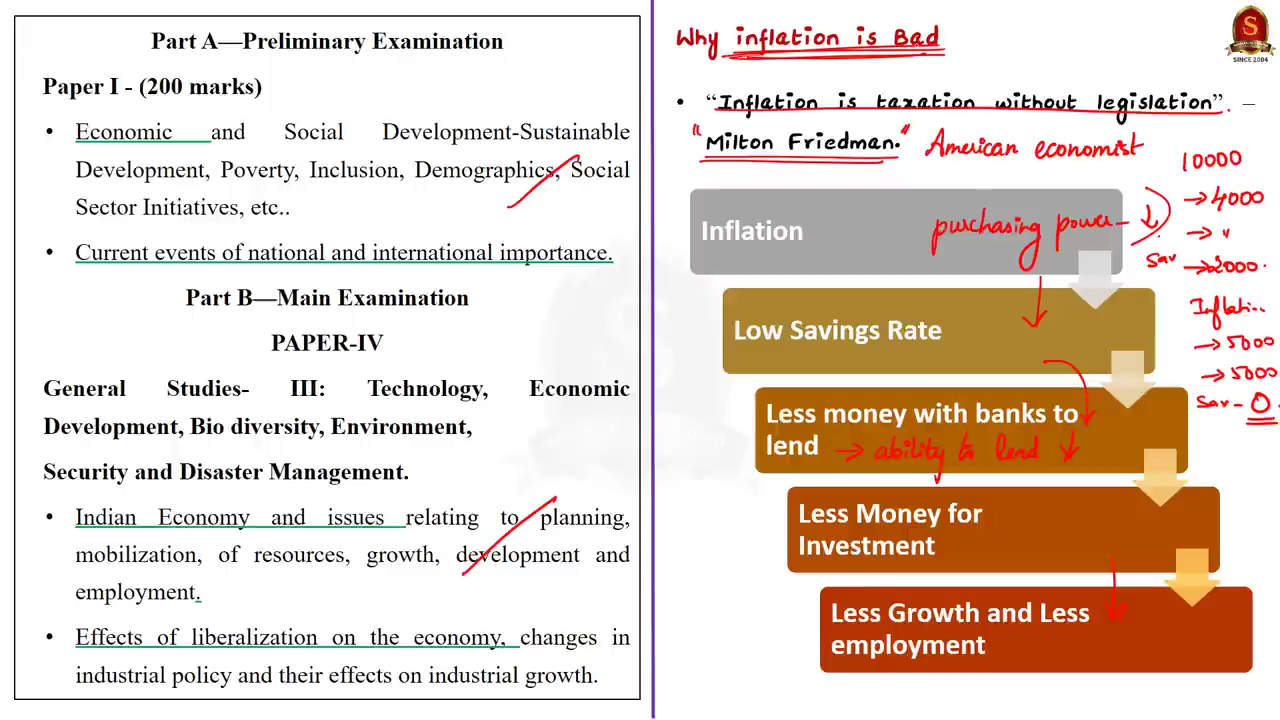 Part A—Preliminary Examination
Paper I - (200 marks)
• Economic and Social Development-Sustainable
Development, Poverty, Inclusion, Demographics, Social
Sector Initiatives, etc..
• Current events of national and international importance.
Part B—Main Examination
PAPER-IV
General Studies- III: Technology, Economic
Development, Bio diversity, Environment,
Security and Disaster Management.
• Indian Economy and issues relating to planning,
mobilization, of resources, growth, development and
employment.
• Effects of liberalization on the economy, changes in
industrial policy and their effects on industrial growth.
Why inflation is Bad
S
SINCE 2004
• “Inflation is taxation without legislation” –
"Milton Friedman." American economist
Inflation
purchasing power - ↓
Low Savings Rate
Less money with banks to
lend → ability to lend ↓
Less Money for
Investment
Less Growth and Less
employment
10000
→ 4000
→ "
Sav → 2000.
Inflati..
→ 5000
→ 5000
Sav - 0.